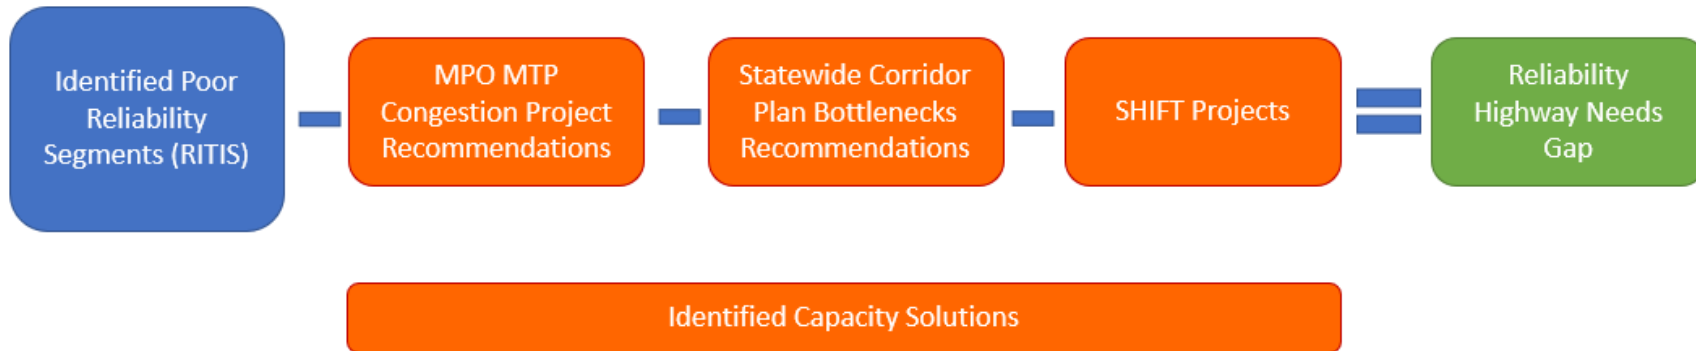 Identified Poor
Reliability
Segments (RITIS)
MPO MTP
Congestion Project
Recommendations
Statewide Corridor
Plan Bottlenecks
Recommendations
SHIFT Projects
Reliability
Highway Needs
Gap
Identified Capacity Solutions